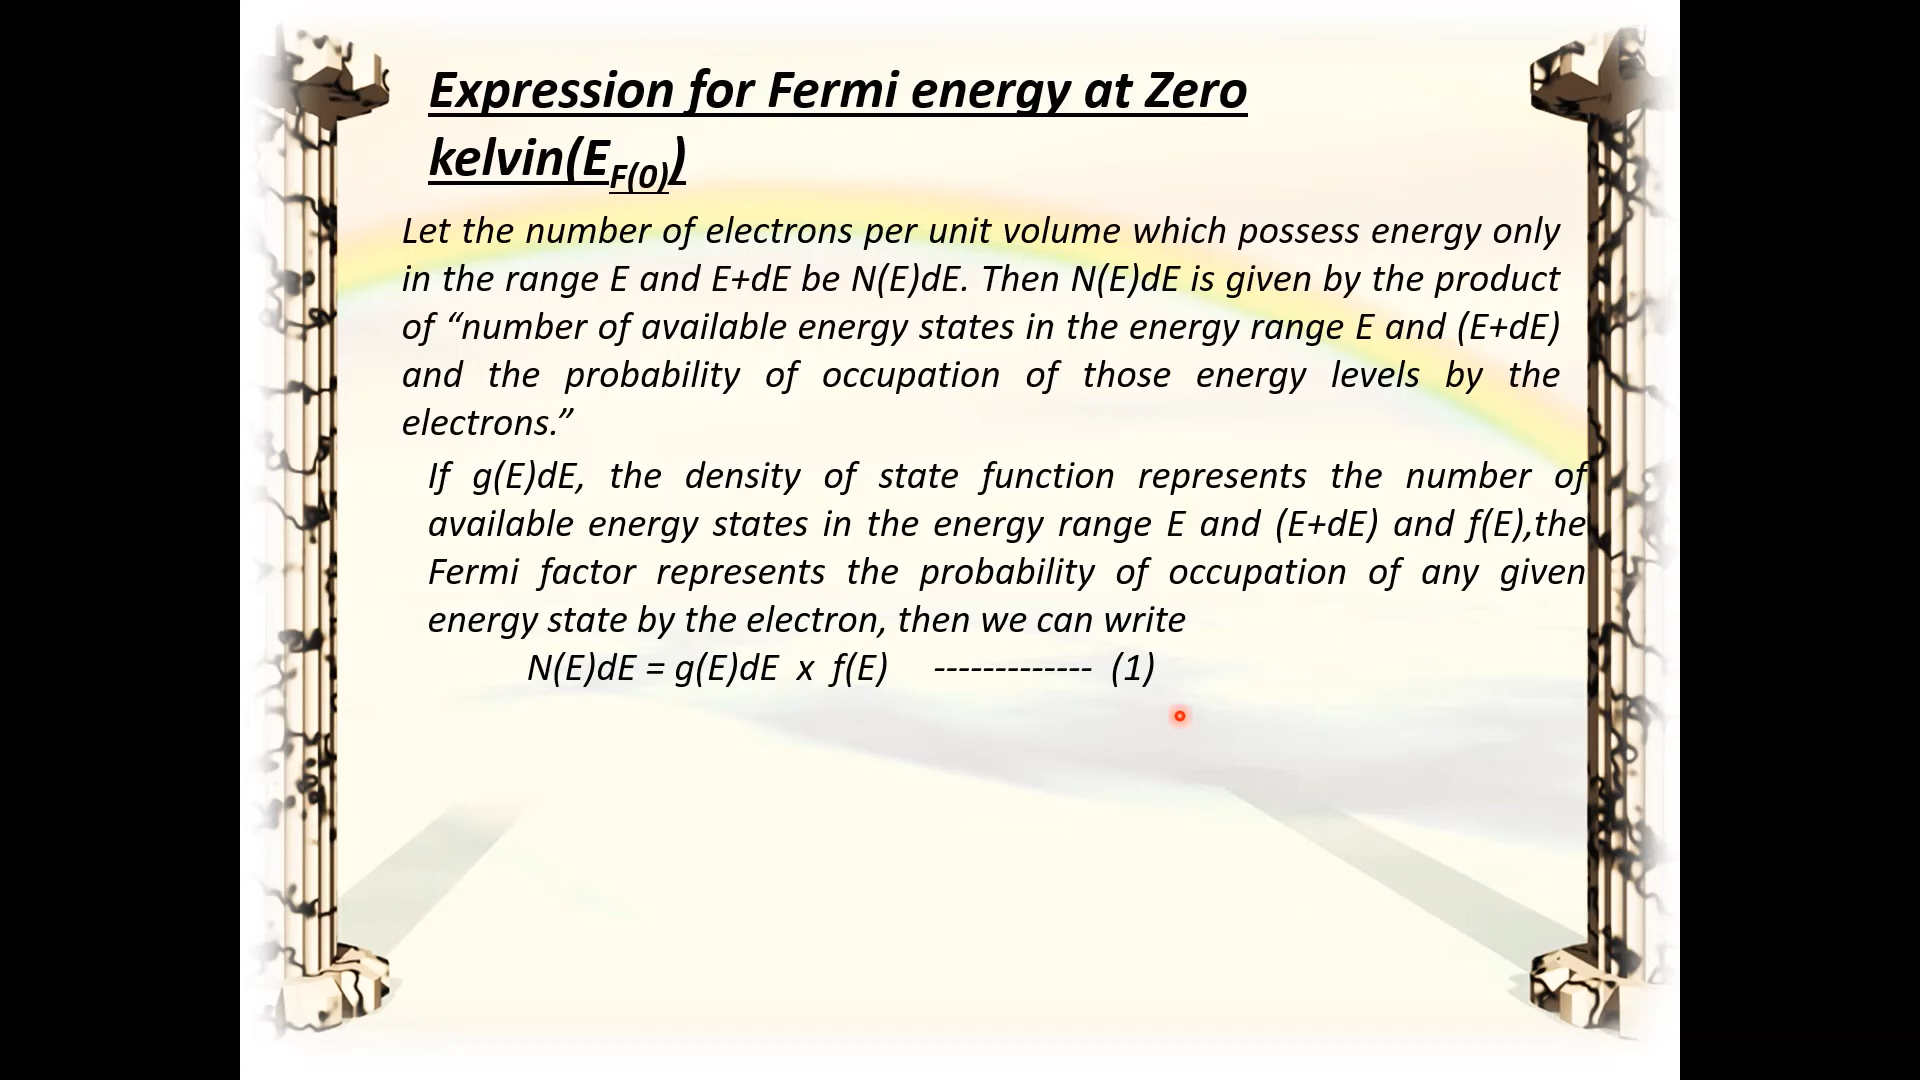 Expression for Fermi energy at Zero
kelvin(E_F(0))
Let the number of electrons per unit volume which possess energy only
in the range E and E+dE be N(E)dE. Then N(E)dE is given by the product
of “number of available energy states in the energy range E and (E+dE)
and the probability of occupation of those energy levels by the
electrons.”
If g(E)dE, the density of state function represents the number of
available energy states in the energy range E and (E+dE) and f(E),the
Fermi factor represents the probability of occupation of any given
energy state by the electron, then we can write
N(E)dE = g(E)dE x f(E) ------------- (1)